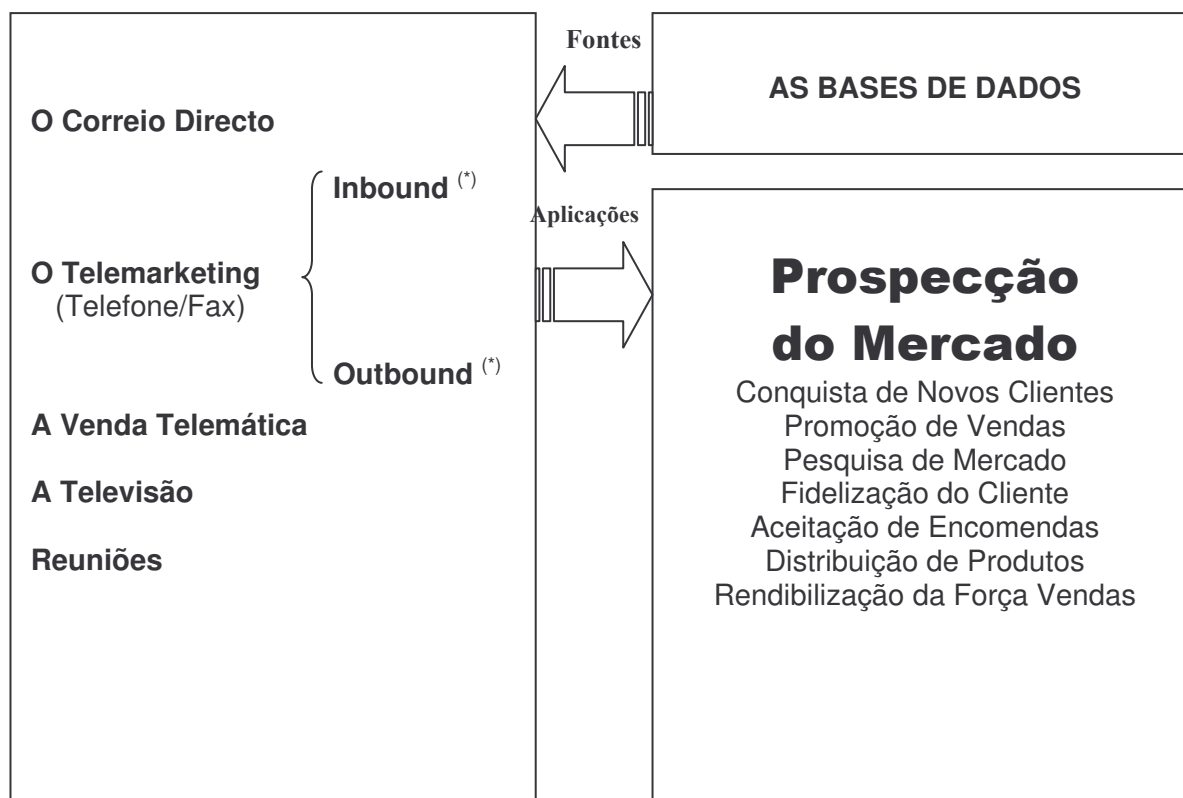 O Correio Directo
Inbound (*)
O Telemarketing
(Telefone/Fax)
Outbound (*)
A Venda Telemática
A Televisão
Reuniões
Fontes
Aplicações
AS BASES DE DADOS
Prospecção
do Mercado
Conquista de Novos Clientes
Promoção de Vendas
Pesquisa de Mercado
Fidelização do Cliente
Aceitação de Encomendas
Distribuição de Produtos
Rendibilização da Força Vendas